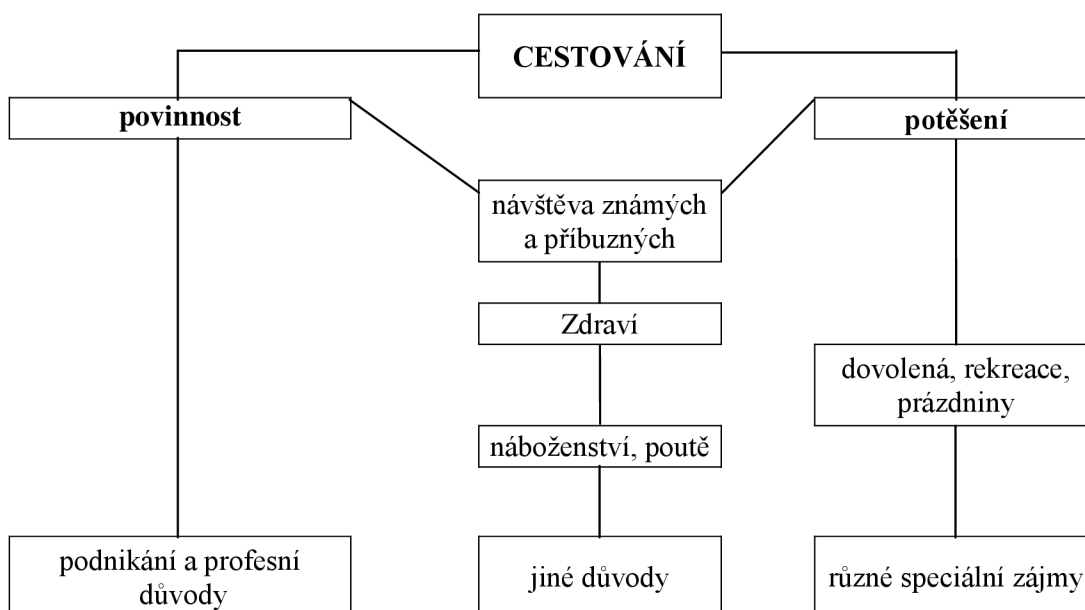 CESTOVÁNÍ
povinnost
potěšení
návštěva známých
a příbuzných
Zdraví
dovolená, rekreace,
prázdniny
náboženství, poutě
podnikání a profesní
důvody
jiné důvody
různé speciální zájmy